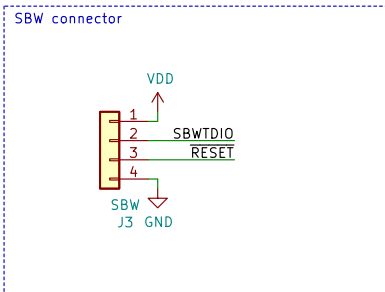 SBW connector
VDD
1
2 SBWTDIO
3 RESET
4
SBW
J3 GND